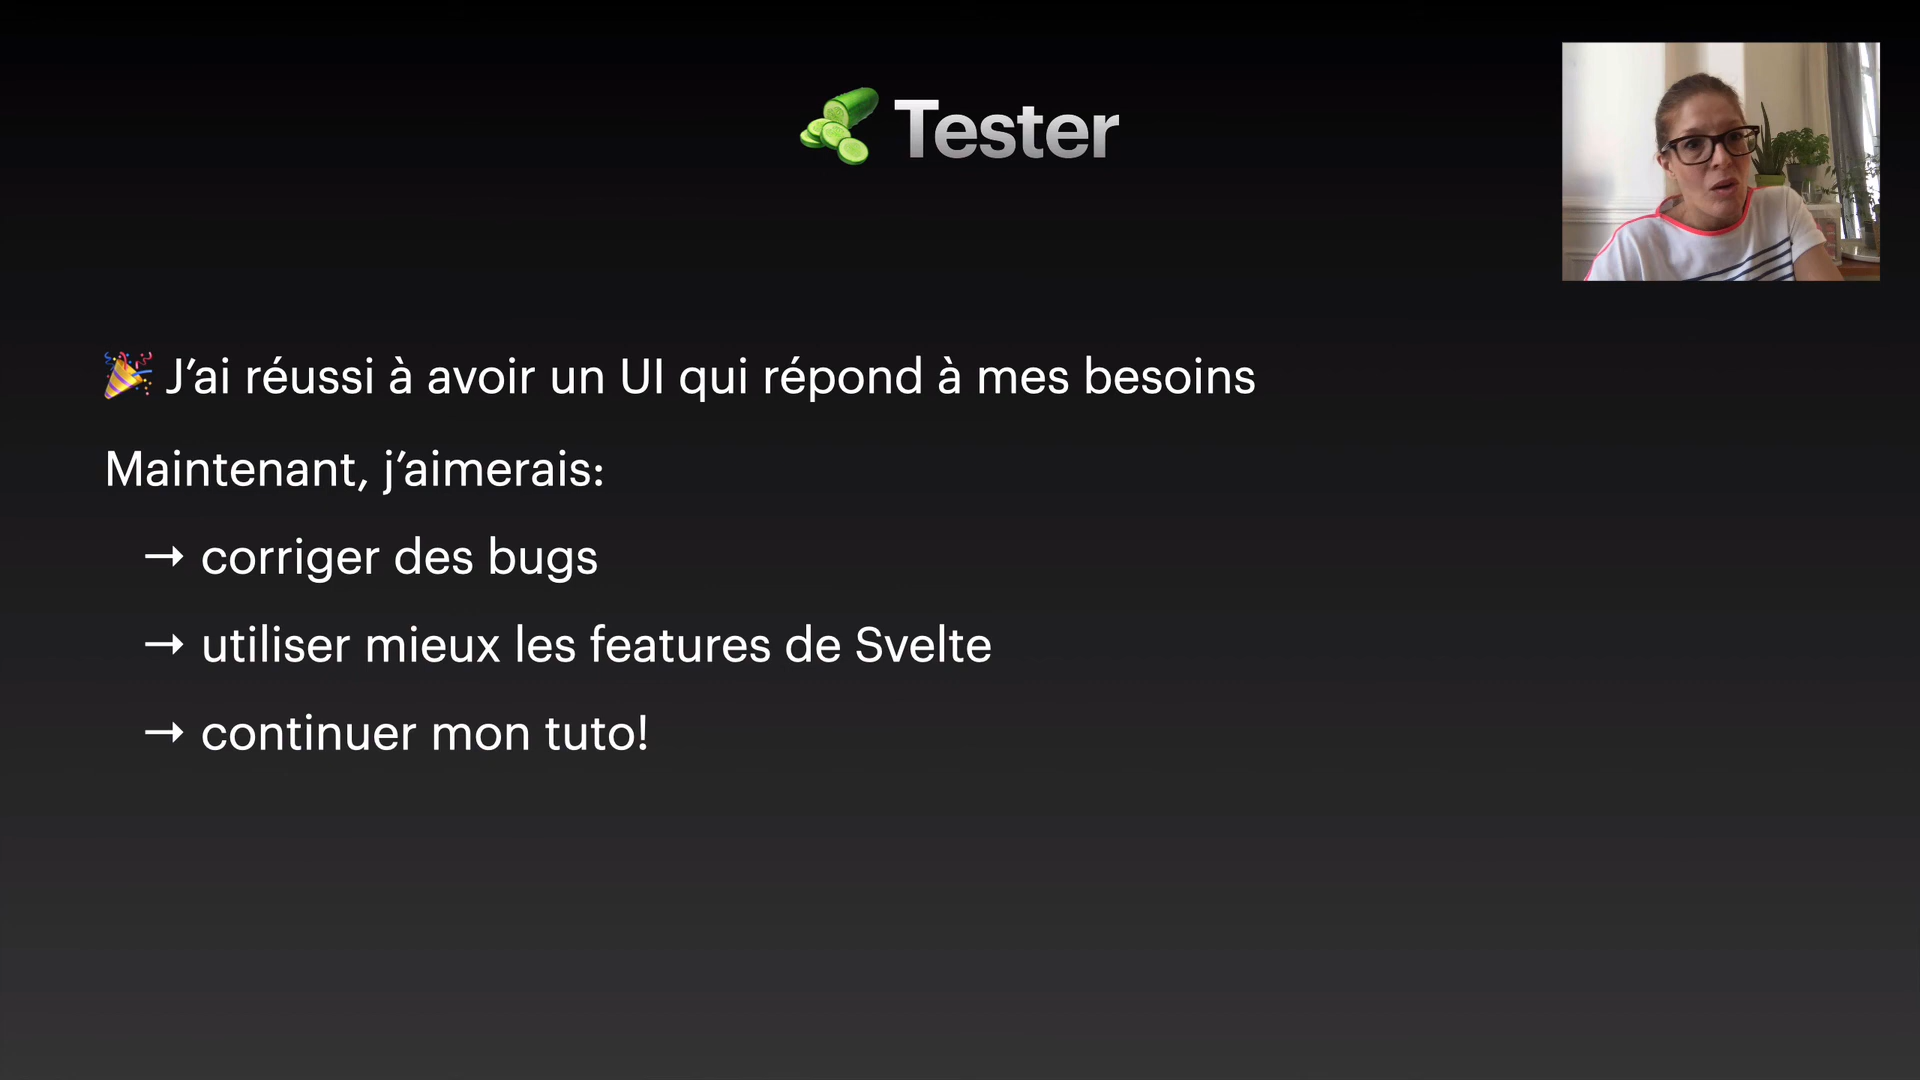 🥒 Tester
🎉 J’ai réussi à avoir un UI qui répond à mes besoins
Maintenant, j’aimerais:
→ corriger des bugs
→ utiliser mieux les features de Svelte
→ continuer mon tuto!